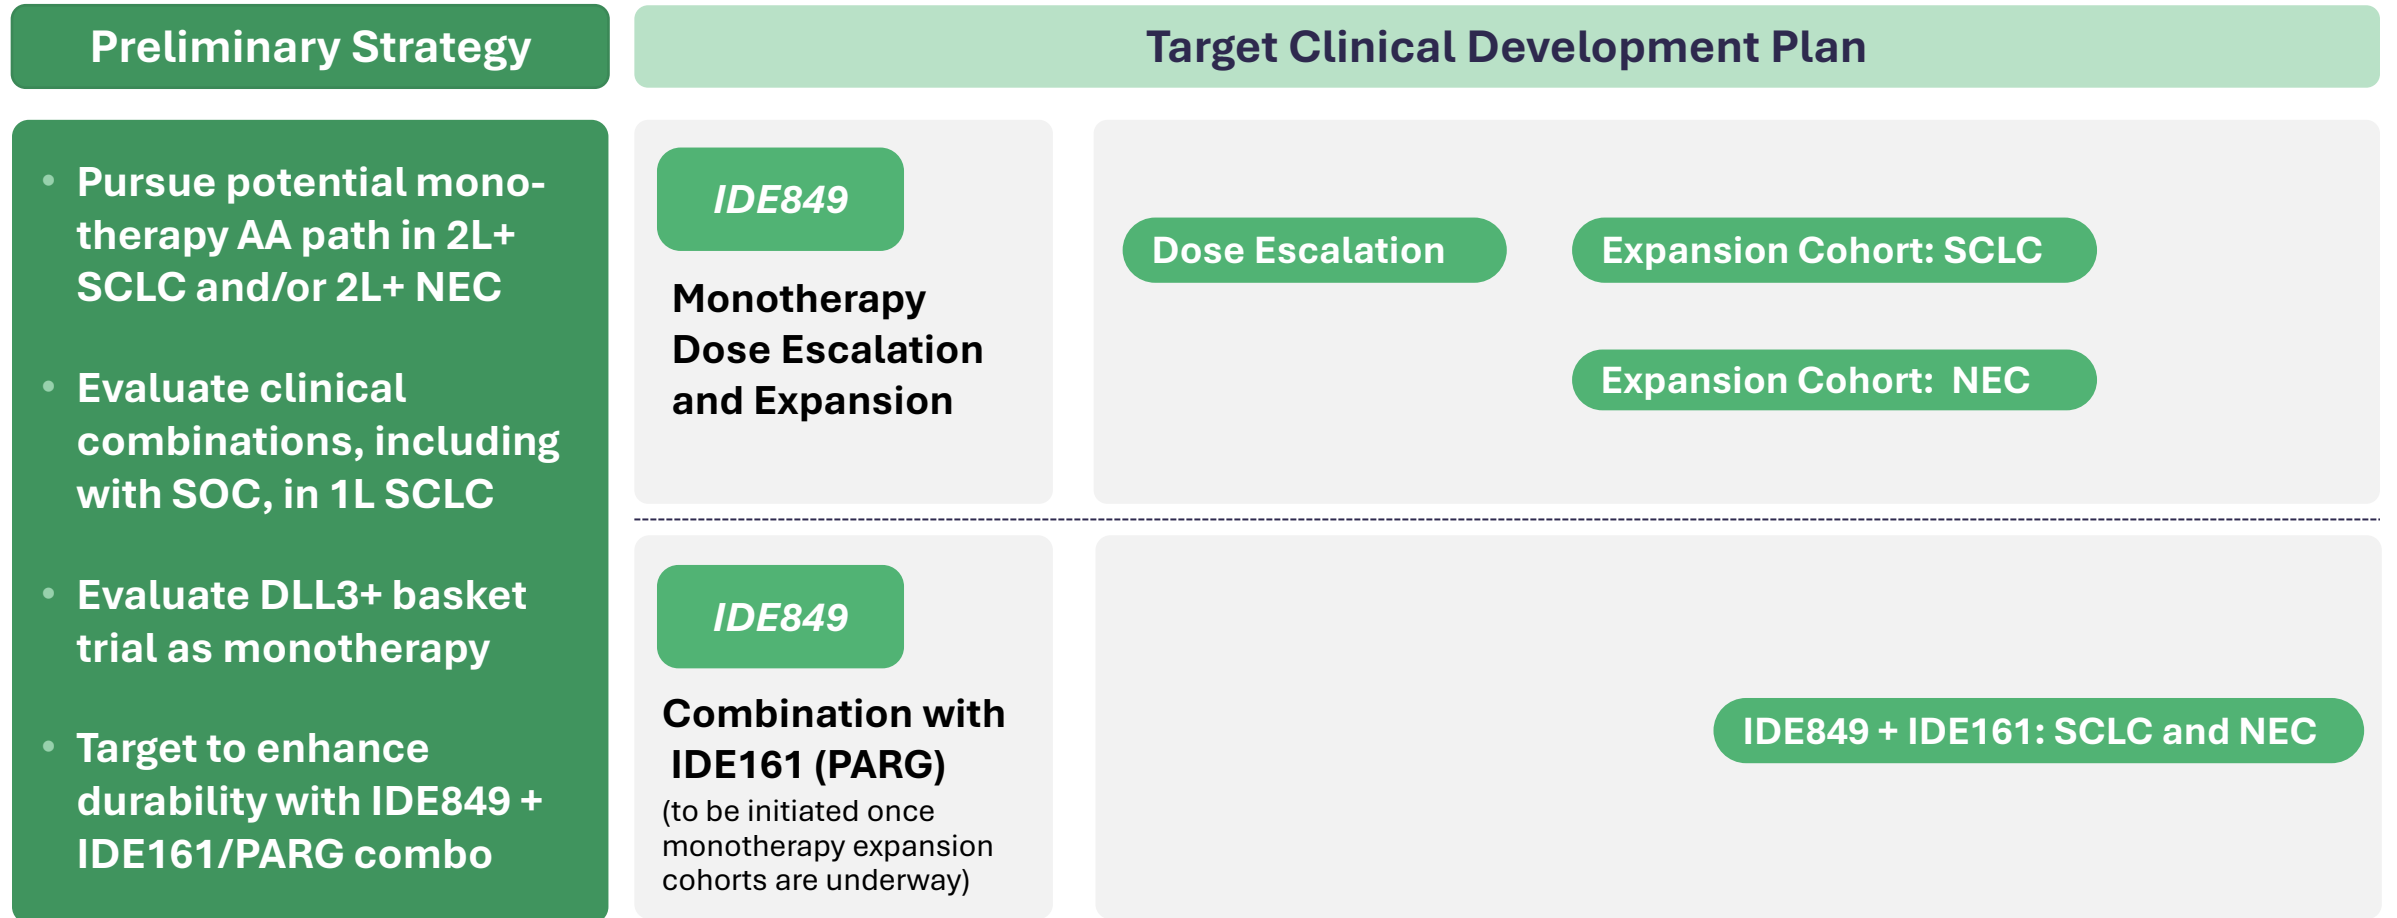 Preliminary Strategy
Target Clinical Development Plan
• Pursue potential mono-
therapy AA path in 2L+
SCLC and/or 2L+ NEC
• Evaluate clinical
combinations, including
with SOC, in 1L SCLC
• Evaluate DLL3+ basket
trial as monotherapy
• Target to enhance
durability with IDE849 +
IDE161/PARG combo
IDE849
Monotherapy
Dose Escalation
and Expansion
Dose Escalation
Expansion Cohort: SCLC
Expansion Cohort: NEC
IDE849
Combination with
IDE161 (PARG)
(to be initiated once
monotherapy expansion
cohorts are underway)
IDE849 + IDE161: SCLC and NEC